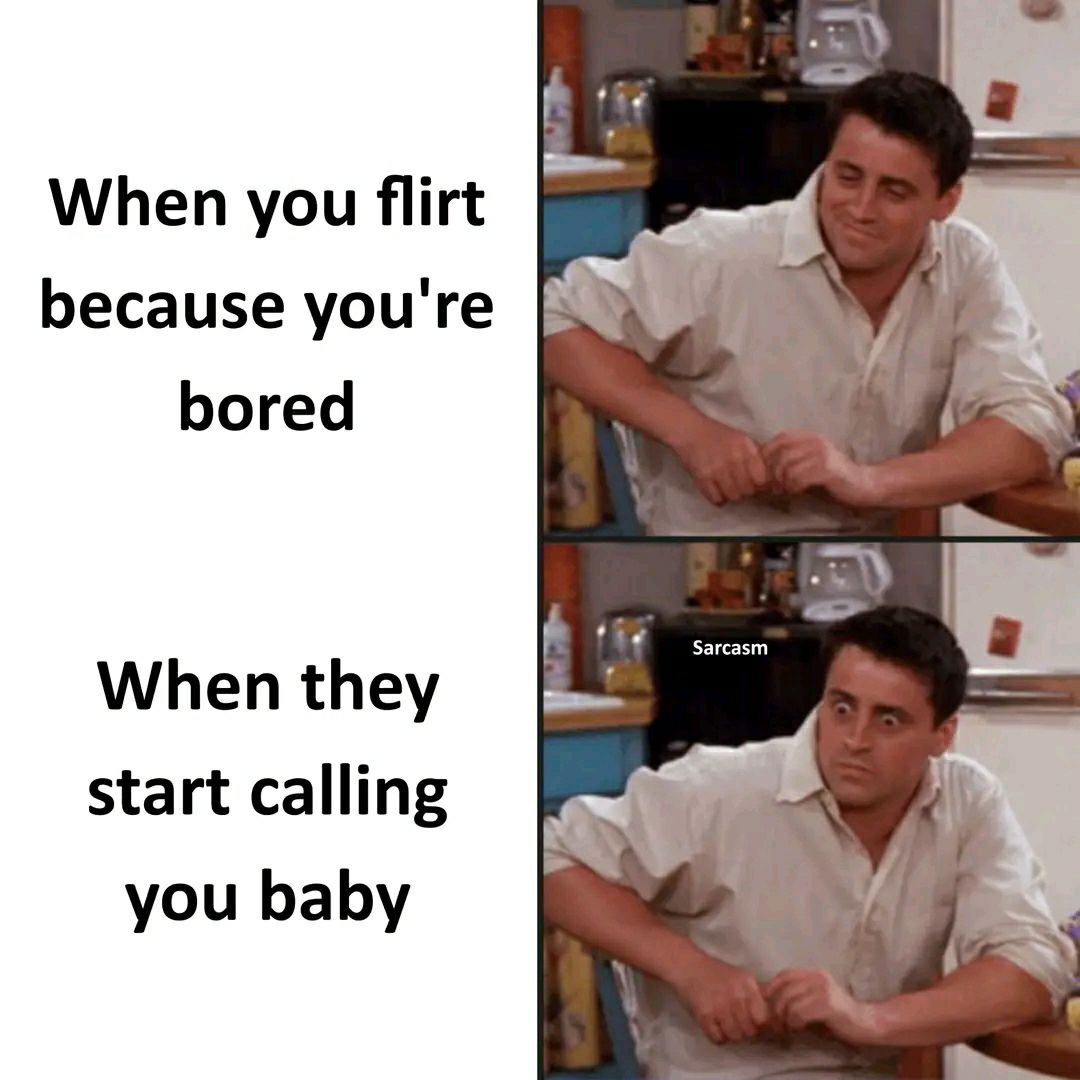 When you flirt
because you're
bored
When they
start calling
you baby
Sarcasm